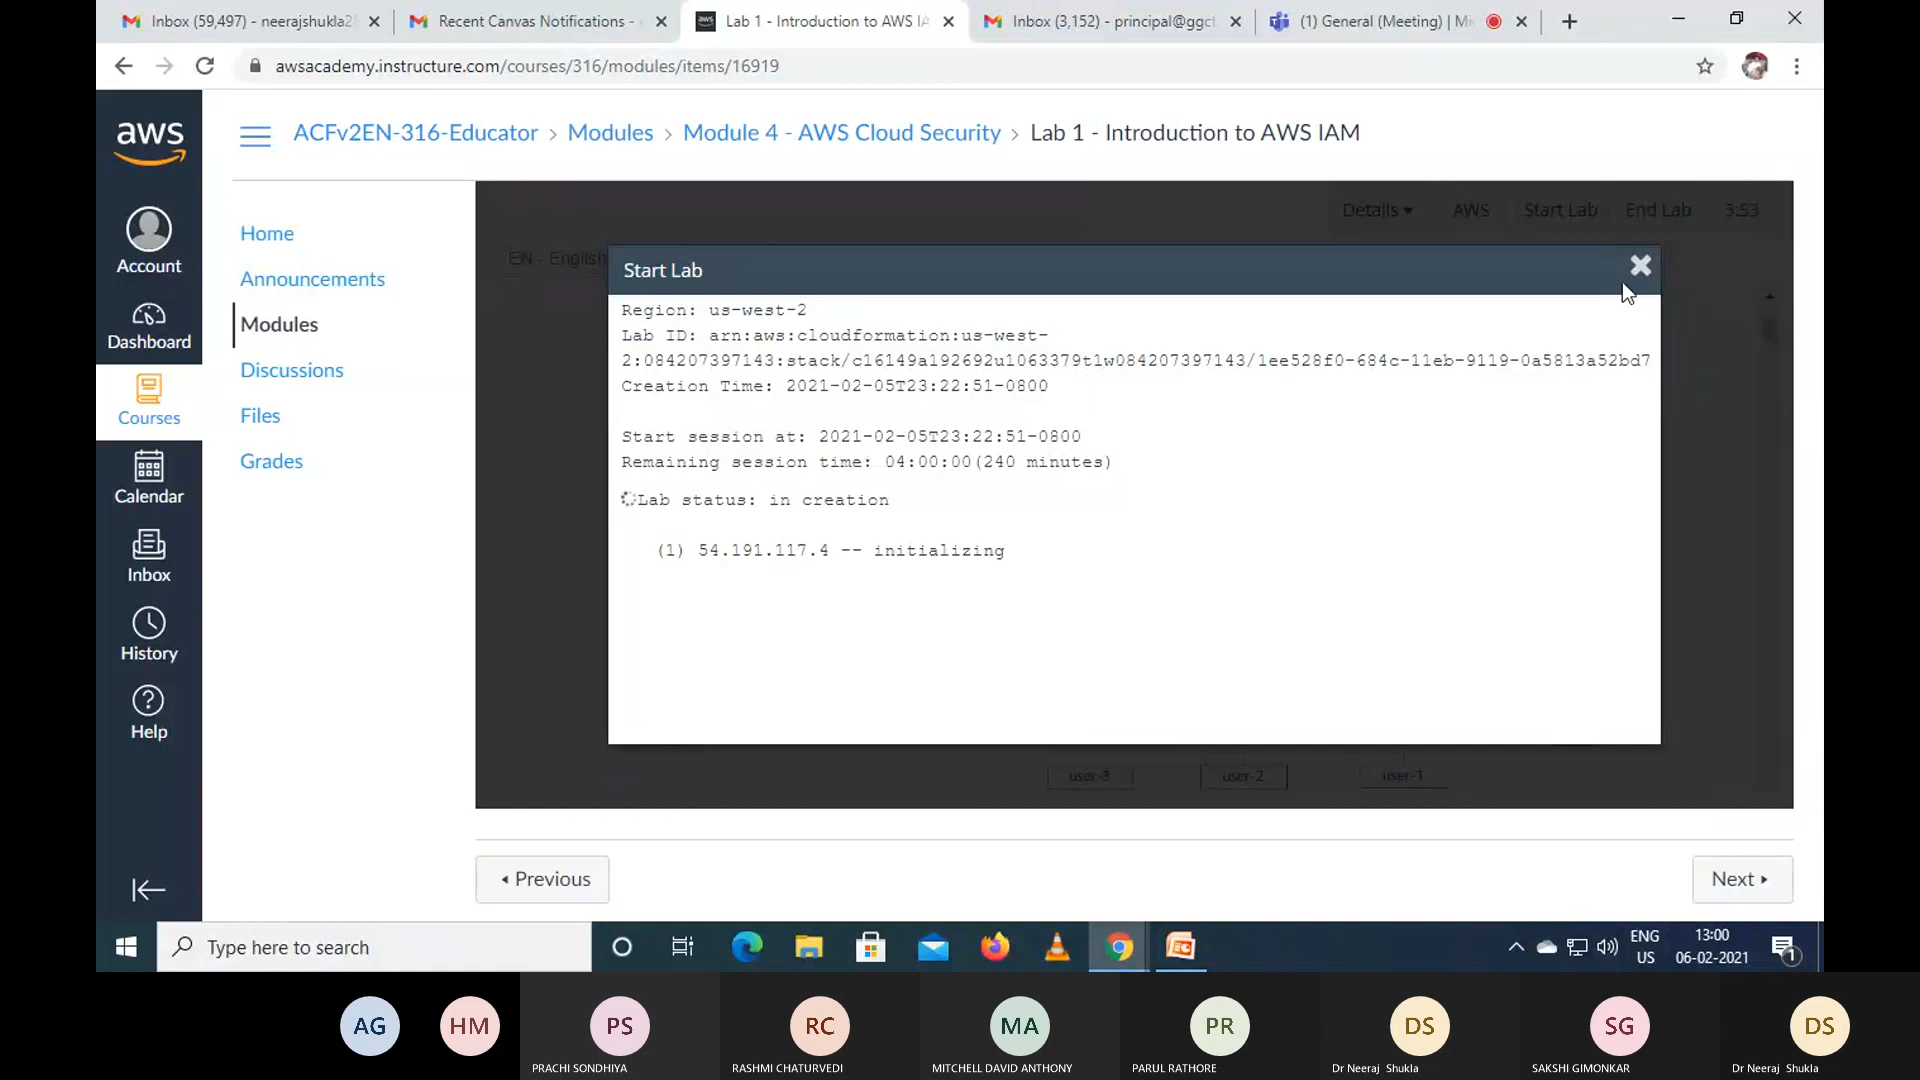 Inbox (59,497) - neerajshukla2
Recent Canvas Notifications -
Lab 1 - Introduction to AWS IA
Inbox (3,152) - principal@ggct
(1) General (Meeting) | Mi
awsacademy.instructure.com/courses/316/modules/items/16919
aws
Account
Dashboard
Courses
Calendar
Inbox
History
Help
ACFv2EN-316-Educator > Modules > Module 4 - AWS Cloud Security > Lab 1 - Introduction to AWS IAM
Home
Announcements
Modules
Discussions
Files
Grades
Details AWS Start Lab End Lab 3:53
EN - English
Start Lab
Region: us-west-2
Lab ID: arn:aws:cloudformation:us-west-
2:084207397143:stack/c16149a192692u1063379t1w084207397143/1ee528f0-684c-11eb-9119-0a5813a52bd7
Creation Time: 2021-02-05T23:22:51-0800
Start session at: 2021-02-05T23:22:51-0800
Remaining session time: 04:00:00(240 minutes)
Lab status: in creation
(1) 54.191.117.4 -- initializing
user-3 user-2 user-1
Previous
Next
Type here to search
ENG
US
13:00
06-02-2021
1
AG
HM
PS
RC
MA
PR
DS
SG
DS
PRACHI SONDHIYA
RASHMI CHATURVEDI
MITCHELL DAVID ANTHONY
PARUL RATHORE
Dr Neeraj Shukla
SAKSHI GIMONKAR
Dr Neeraj Shukla